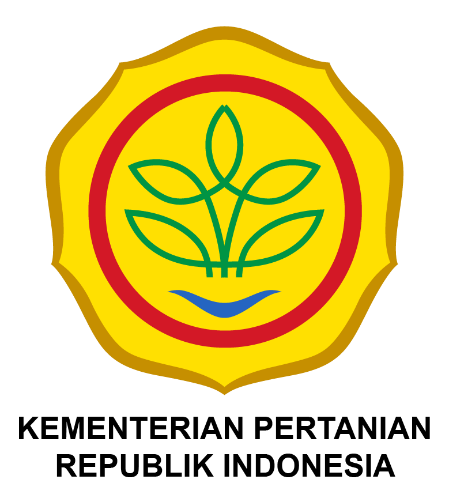 KEMENTERIAN PERTANIAN
REPUBLIK INDONESIA